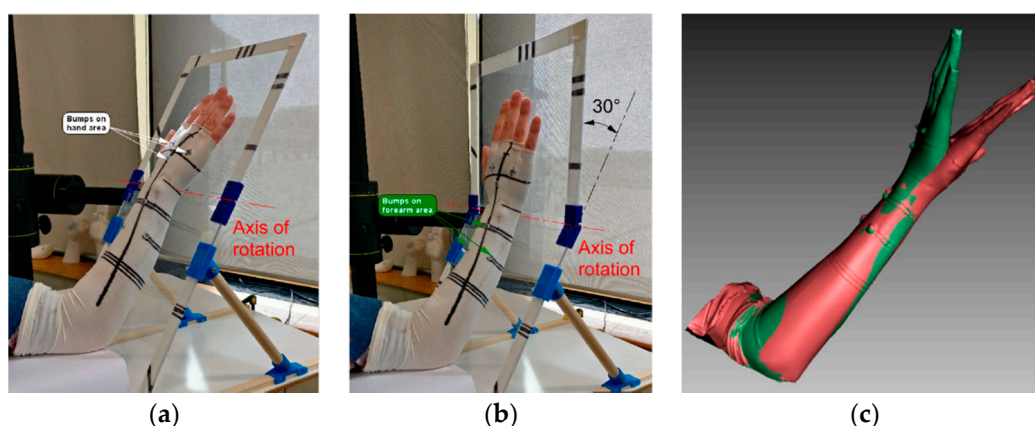 Bumps on
hand area
Axis of
rotation
(a)
30°
Bumps on
forearm area
Axis of
rotation
(b)
(c)